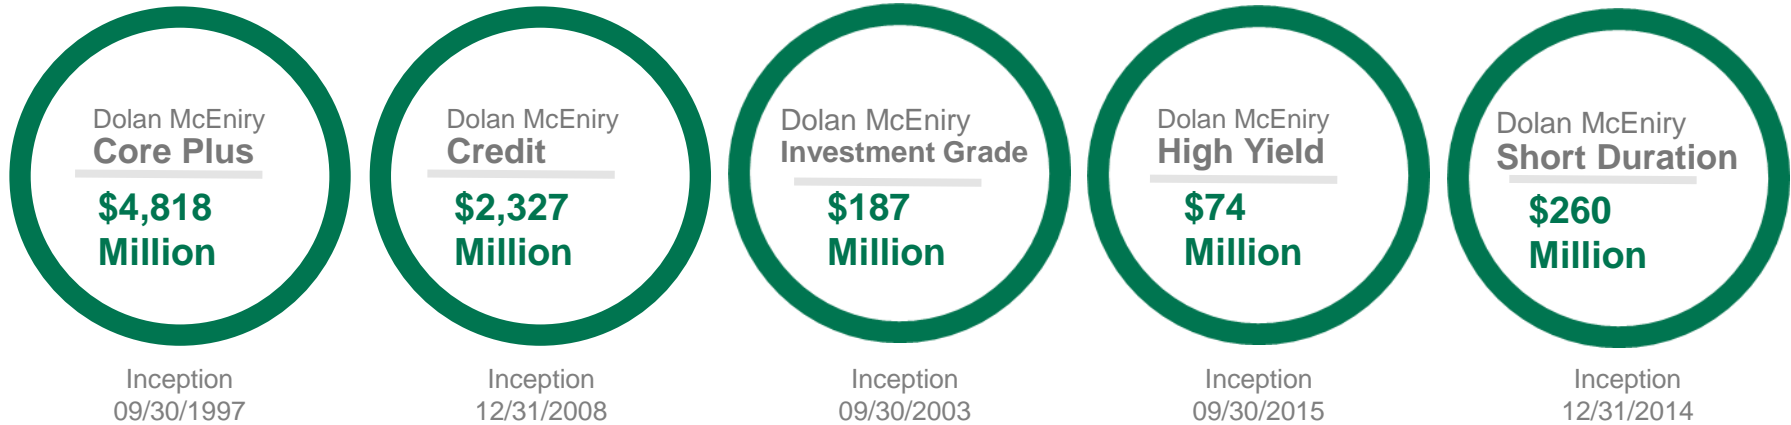 Dolan McEniry
Core Plus
$4,818
Million
Inception
09/30/1997
Dolan McEniry
Credit
$2,327
Million
Inception
12/31/2008
Dolan McEniry
Investment Grade
$187
Million
Inception
09/30/2003
Dolan McEniry
High Yield
$74
Million
Inception
09/30/2015
Dolan McEniry
Short Duration
$260
Million
Inception
12/31/2014